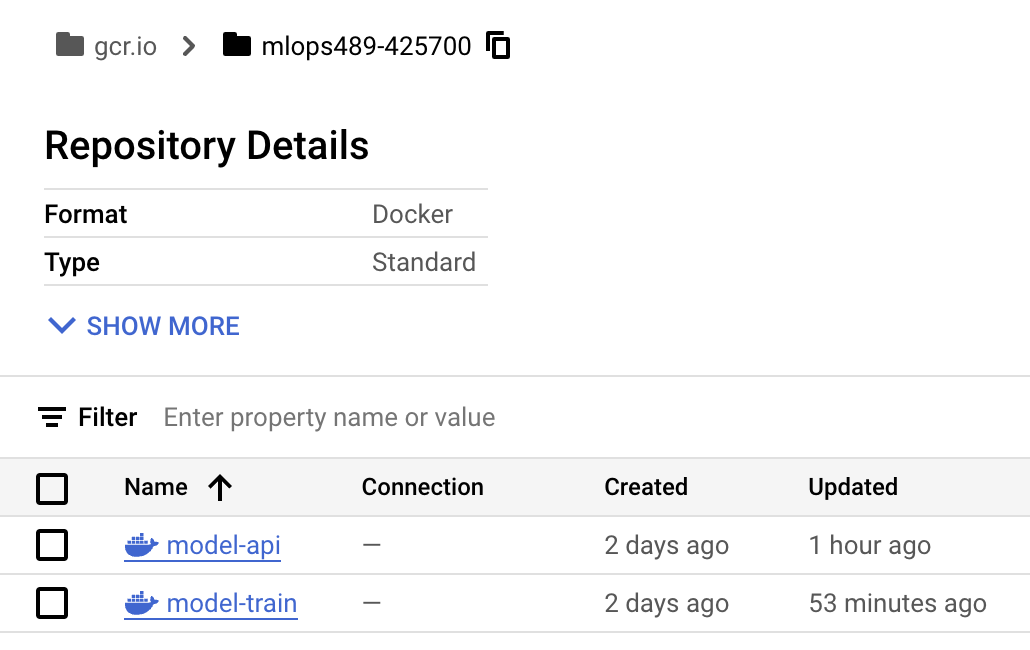 gcr.io > mlops489-425700
Repository Details
Format Docker
Type Standard
SHOW MORE
Filter Enter property name or value
Name Connection Created Updated
model-api — 2 days ago 1 hour ago
model-train — 2 days ago 53 minutes ago